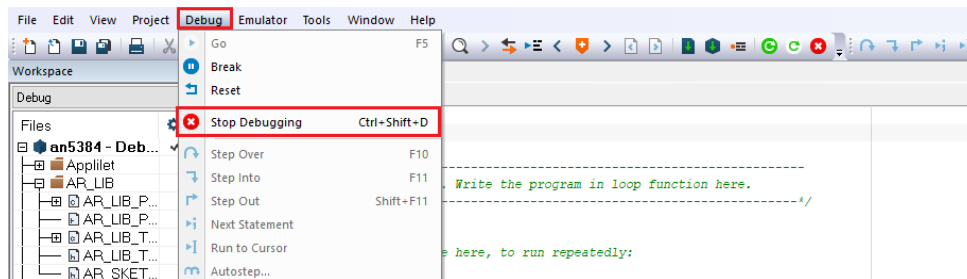 File Edit View Project Debug Emulator Tools Window Help
Go F5
Workspace
Break
Debug
Reset
Files
Stop Debugging Ctrl+Shift+D
an5384 - Deb...
Step Over F10
Applilet
Step Into F11
. Write the program in loop function here.
AR_LIB
AR_LIB_P...
Step Out Shift+F11
----------*/
AR_LIB_P...
Next Statement
AR_LIB_T...
Run to Cursor
e here, to run repeatedly:
AR_LIB_T...
AR_SKET...
Autostep...